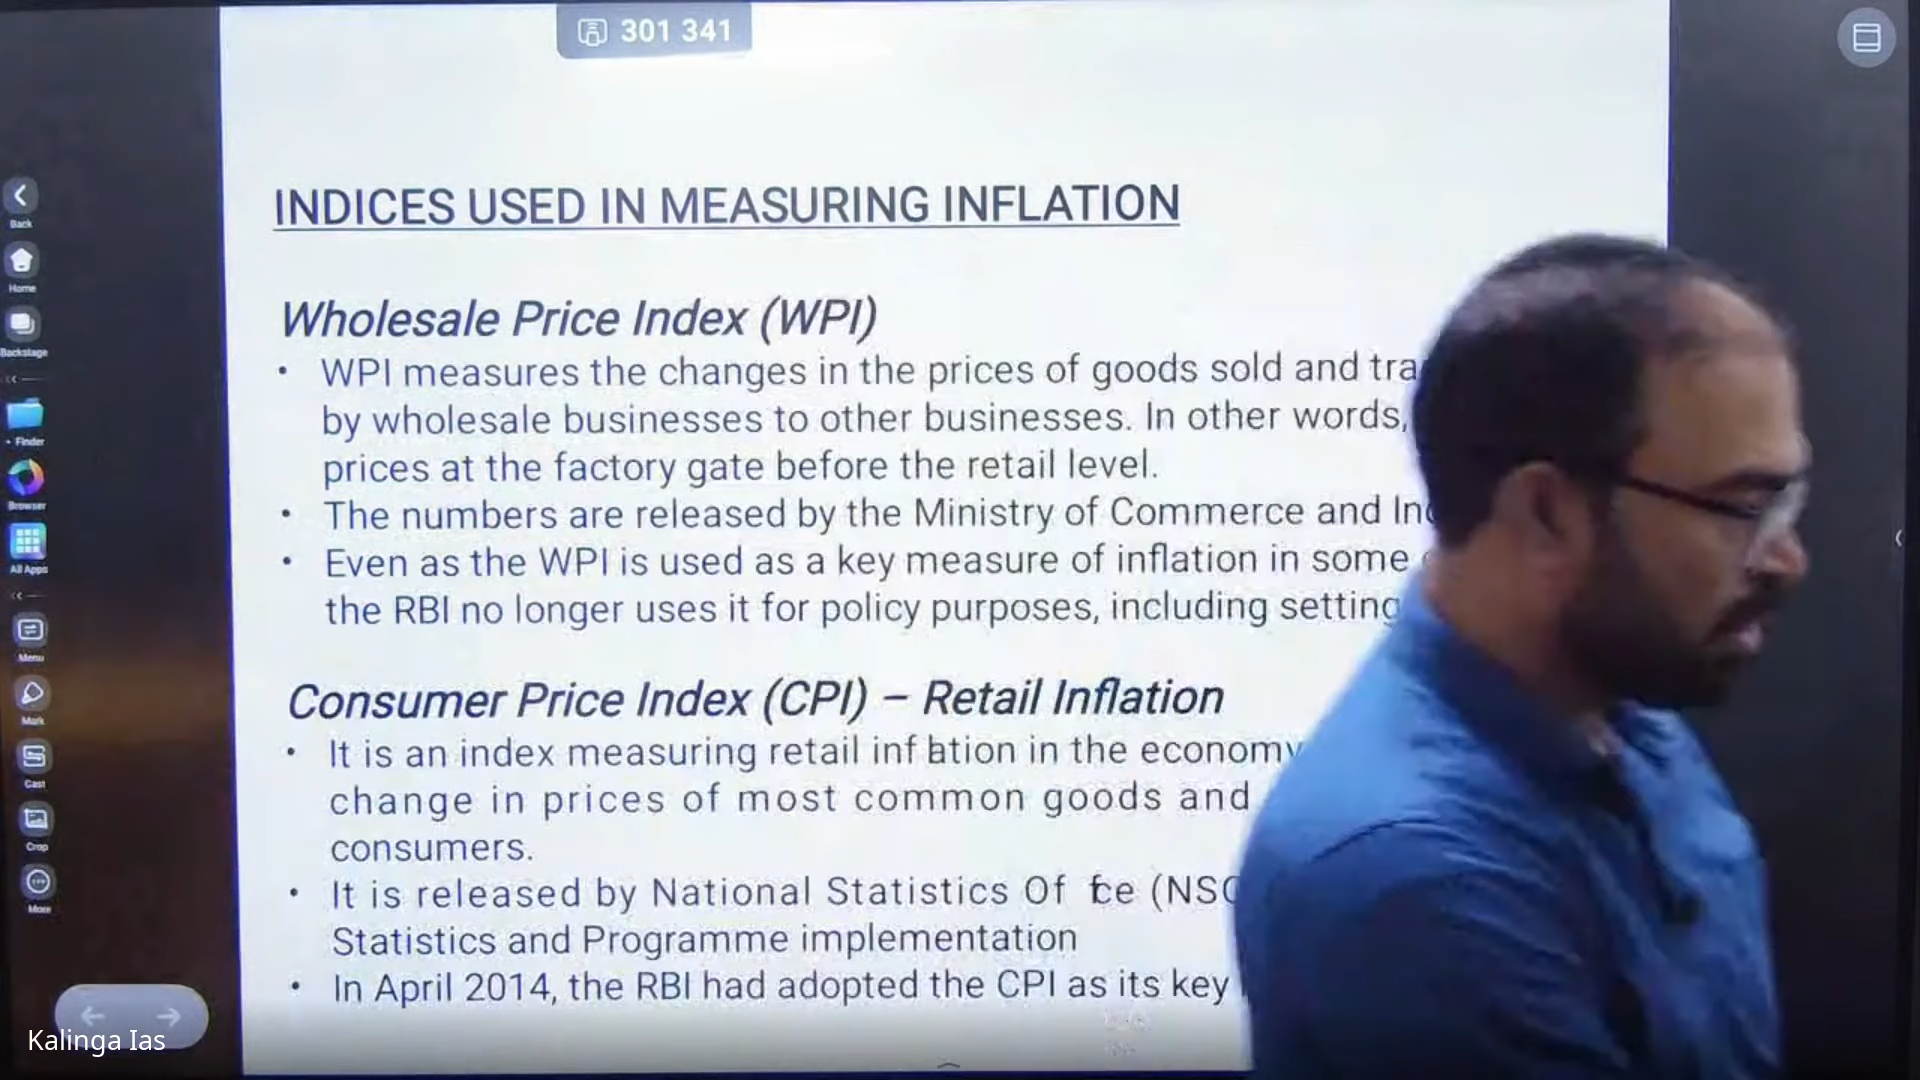 301 341
INDICES USED IN MEASURING INFLATION
Wholesale Price Index (WPI)
• WPI measures the changes in the prices of goods sold and
by wholesale businesses to other businesses. In other words,
prices at the factory gate before the retail level.
• The numbers are released by the Ministry of Commerce and
• Even as the WPI is used as a key measure of inflation in some
the RBI no longer uses it for policy purposes, including setting
Consumer Price Index (CPI) – Retail Inflation
• It is an index measuring retail inflation in the economy
change in prices of most common goods and
consumers.
• It is released by National Statistics Office
Statistics and Programme implementation
• In April 2014, the RBI had adopted the CPI as its key
Back
Home
Backstage
Finder
Browser
All Apps
Menu
Mark
Cast
Crop
More
Kalinga Ias